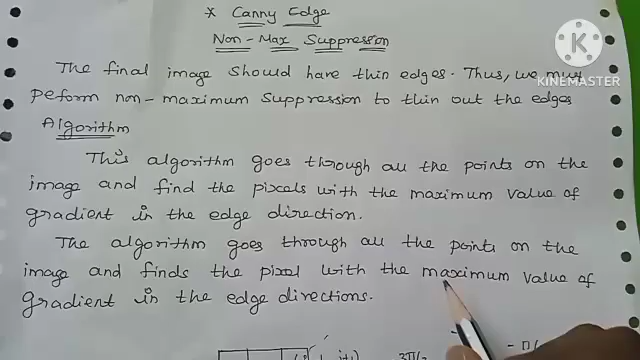 * Canny Edge
Non-Max Suppression
The final image should have thin edges. Thus, we must
Peform non-maximum suppression to thin out the edges
Algorithm
This algorithm goes through all the points on the
image and find the pixels with the maximum value of
gradient in the edge direction.
The algorithm goes through all the points on the
image and finds the pixel with the maximum value of
gradient in the edge directions.
KINEMASTER